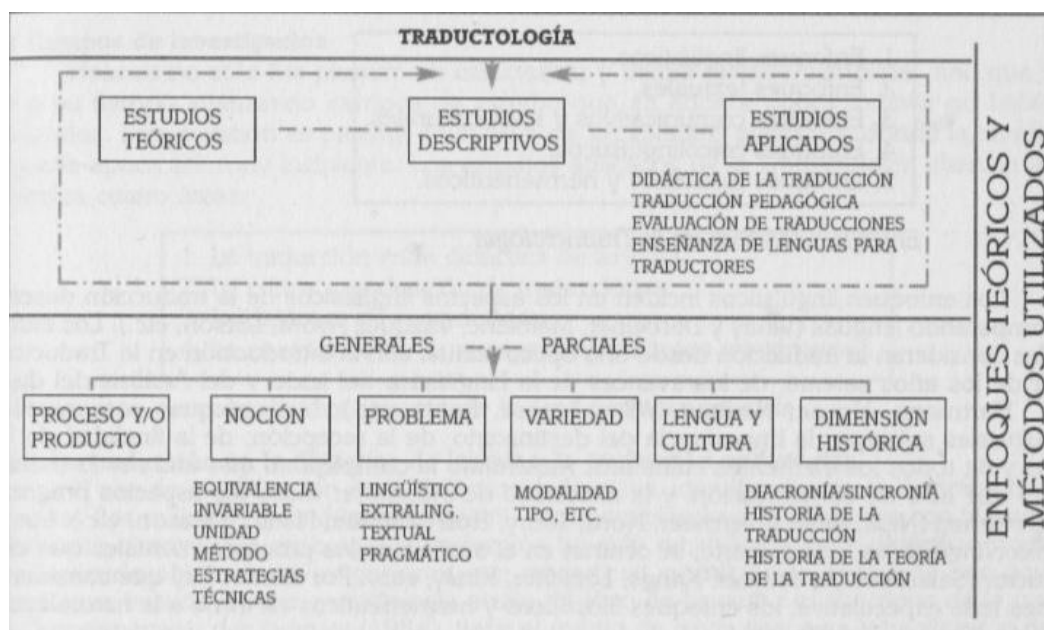 TRADUCTOLOGÍA
ESTUDIOS
TEÓRICOS
ESTUDIOS
DESCRIPTIVOS
ESTUDIOS
APLICADOS
DIDÁCTICA DE LA TRADUCCIÓN
TRADUCCIÓN PEDAGÓGICA
EVALUACIÓN DE TRADUCCIONES
ENSEÑANZA DE LENGUAS PARA
TRADUCTORES
GENERALES
PARCIALES
PROCESO Y/O
PRODUCTO
NOCIÓN
EQUIVALENCIA
INVARIABLE
UNIDAD
MÉTODO
ESTRATEGIAS
TÉCNICAS
PROBLEMA
LINGÜÍSTICO
EXTRALING.
TEXTUAL
PRAGMÁTICO
VARIEDAD
MODALIDAD
TIPO, ETC.
LENGUA Y
CULTURA
DIMENSIÓN
HISTÓRICA
DIACRONÍA/SINCRONÍA
HISTORIA DE LA
TRADUCCIÓN
HISTORIA DE LA TEORÍA
DE LA TRADUCCIÓN
ENFOQUES TEÓRICOS Y
MÉTODOS UTILIZADOS